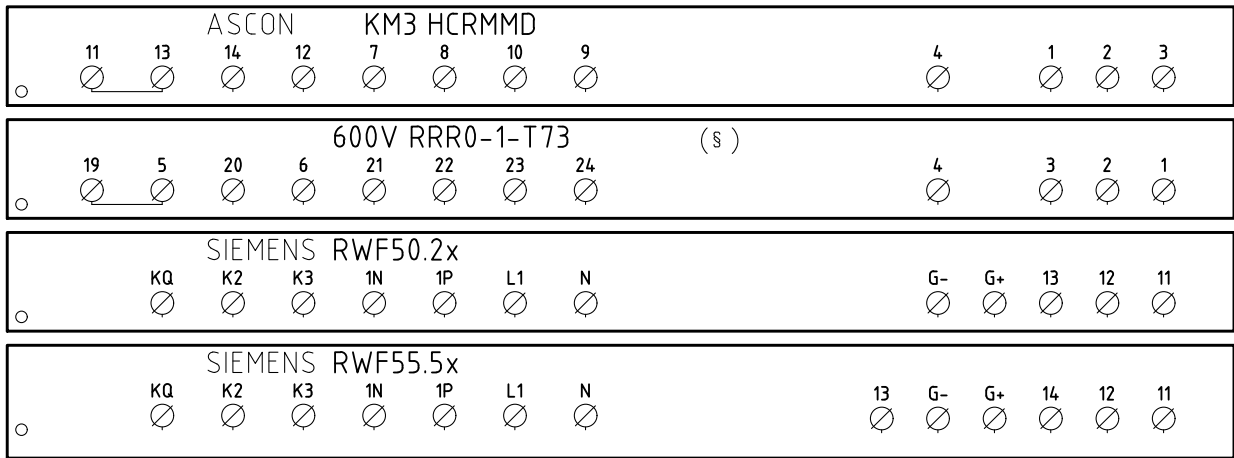 ASCON KM3 HCRMMD
11 13 14 12 7 8 10 9 4 1 2 3
600V RRR0-1-T73 (§)
19 5 20 6 21 22 23 24 4 3 2 1
SIEMENS RWF50.2x
KQ K2 K3 1N 1P L1 N G- G+ 13 12 11
SIEMENS RWF55.5x
KQ K2 K3 1N 1P L1 N 13 G- G+ 14 12 11